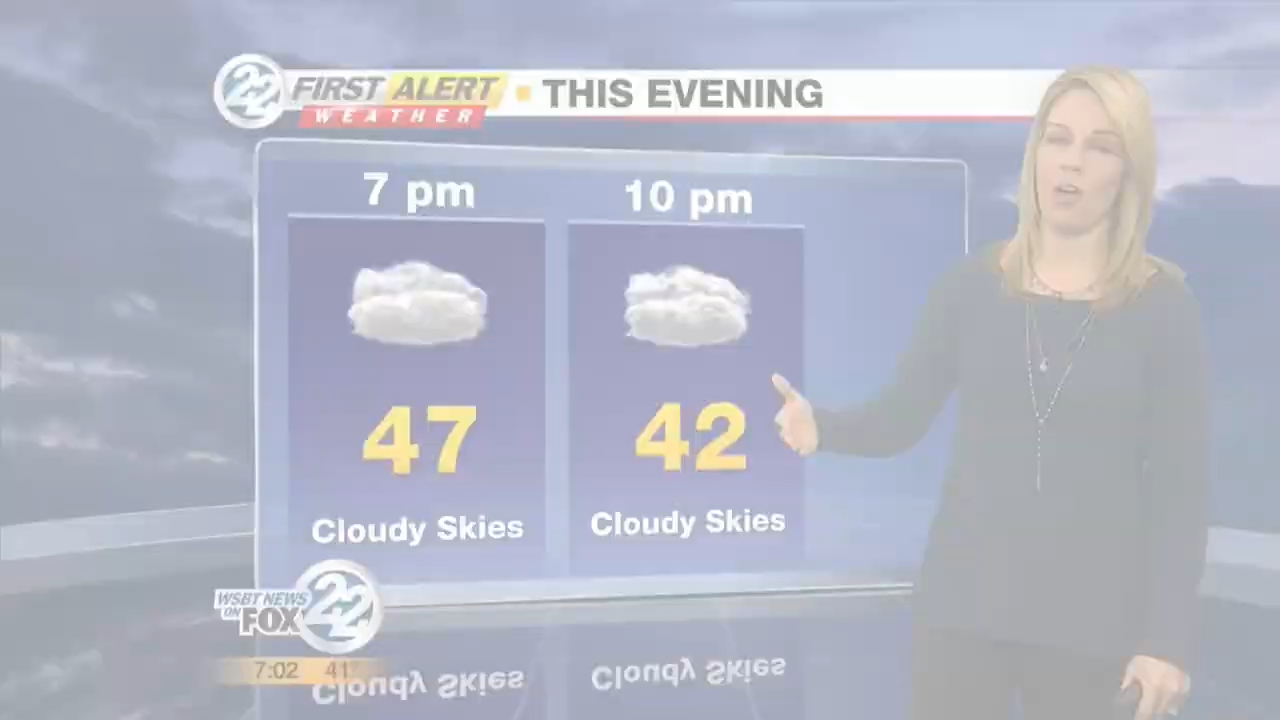 22 FIRST ALERT THIS EVENING
WEATHER
7 pm 10 pm
47 42
Cloudy Skies Cloudy Skies
WSBT NEWS
ON
FOX 22
7:02 41°
Cloudy Skies Cloudy Skies